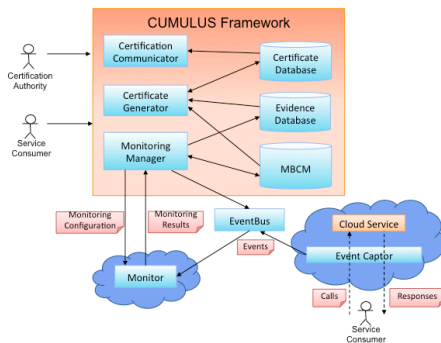 CUMULUS Framework
Certification
Communicator
Certificate
Database
Certification
Authority
Certificate
Generator
Evidence
Database
Service
Consumer
Monitoring
Manager
MBCM
Monitoring
Configuration
Monitoring
Results
EventBus
Cloud Service
Events
Event Captor
Monitor
Calls
Responses
Service
Consumer